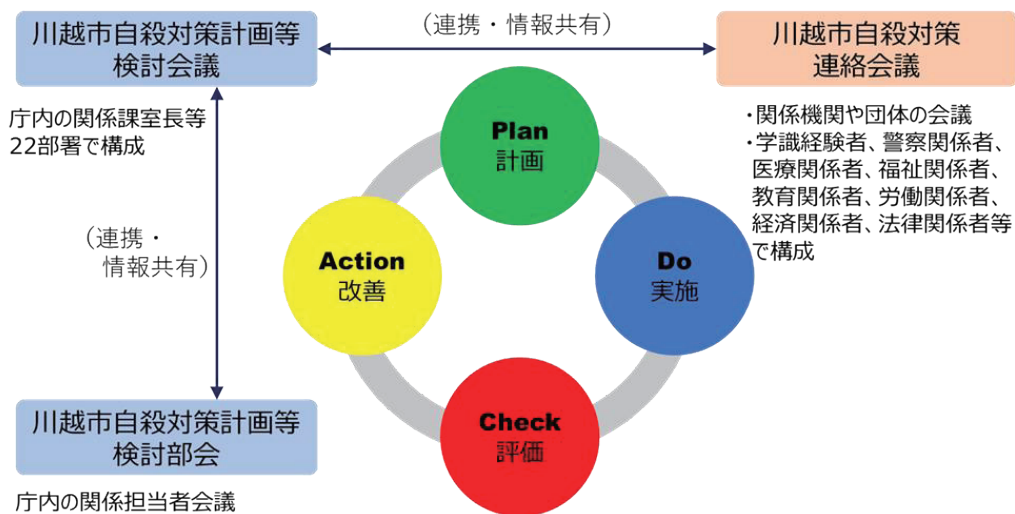 川越市自殺対策計画等
検討会議
(連携・情報共有)
川越市自殺対策
連絡会議
庁内の関係課室長等
22部署で構成
・関係機関や団体の会議
・学識経験者、警察関係者、
医療関係者、福祉関係者、
教育関係者、労働関係者、
経済関係者、法律関係者等
で構成
Plan
計画
(連携・
情報共有)
Action
改善
Do
実施
Check
評価
川越市自殺対策計画等
検討部会
庁内の関係担当者会議